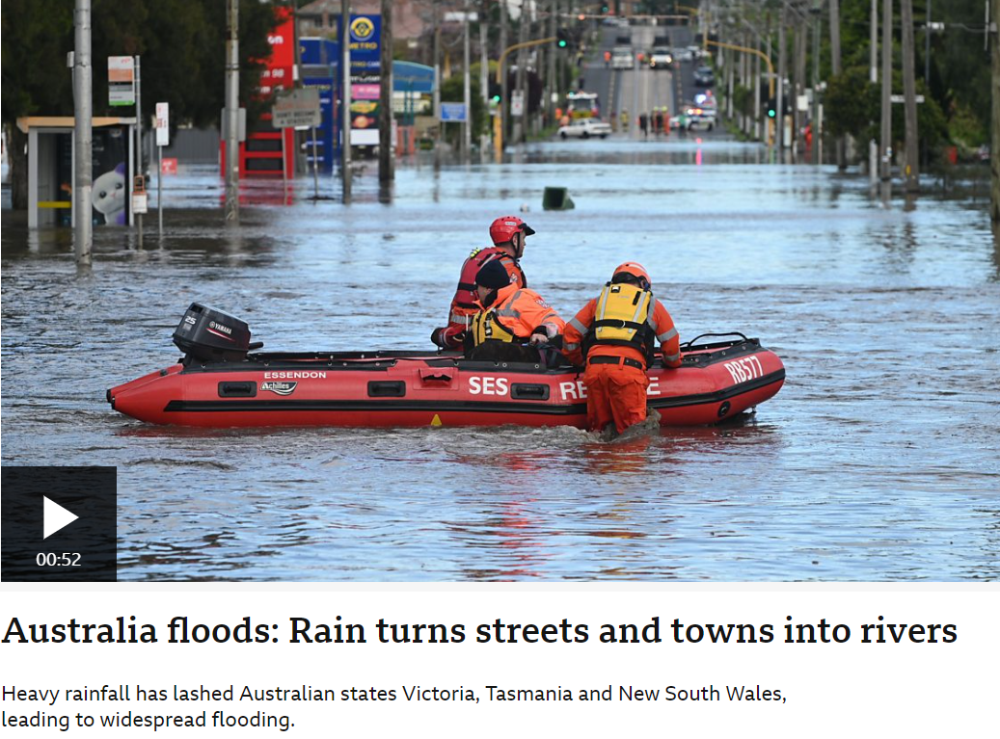 METRO
25
YAMAHA
ESSENDON
Achilles
SES
RE
E
RB577
00:52
Australia floods: Rain turns streets and towns into rivers
Heavy rainfall has lashed Australian states Victoria, Tasmania and New South Wales,
leading to widespread flooding.